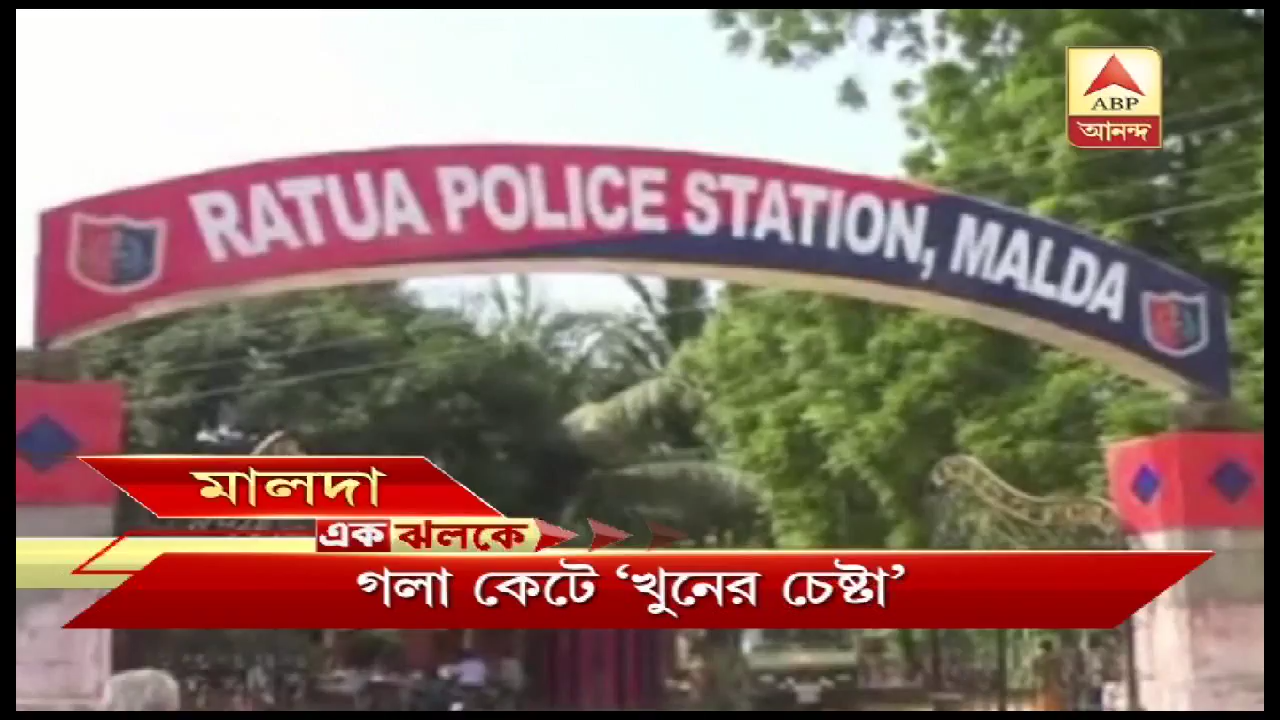 ABP
আনন্দ
RATUA POLICE STATION, MALDA
মালদা
এক ঝলকে
গলা কেটে ‘খুনের চেষ্টা’